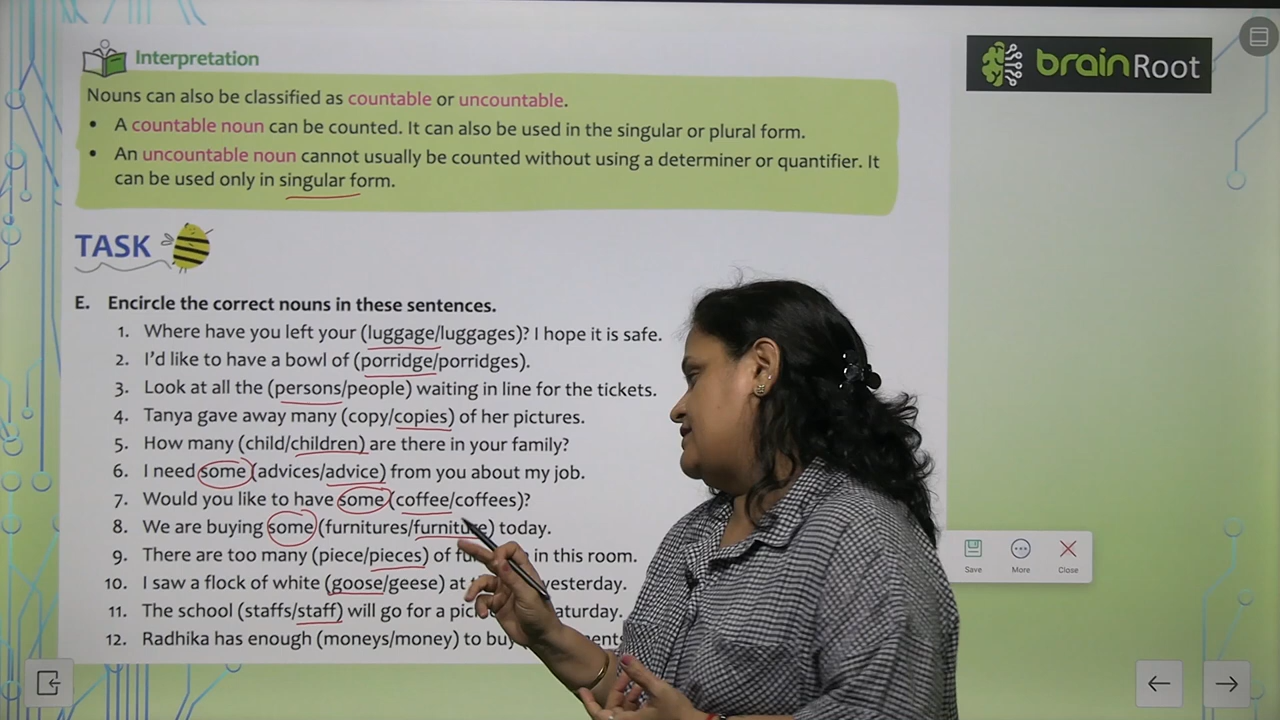 Interpretation
brainRoot
Nouns can also be classified as countable or uncountable.
• A countable noun can be counted. It can also be used in the singular or plural form.
• An uncountable noun cannot usually be counted without using a determiner or quantifier. It
can be used only in singular form.
TASK
E. Encircle the correct nouns in these sentences.
1. Where have you left your (luggage/luggages)? I hope it is safe.
2. I'd like to have a bowl of (porridge/porridges).
3. Look at all the (persons/people) waiting in line for the tickets.
4. Tanya gave away many (copy/copies) of her pictures.
5. How many (child/children) are there in your family?
6. I need some (advices/advice) from you about my job.
7. Would you like to have some (coffee/coffees)?
8. We are buying some (furnitures/furniture) today.
9. There are too many (piece/pieces) of in this room.
10. I saw a flock of white (goose/geese) at yesterday.
11. The school (staffs/staff) will go for a
12. Radhika has enough (moneys/money) to buy
Save More Close